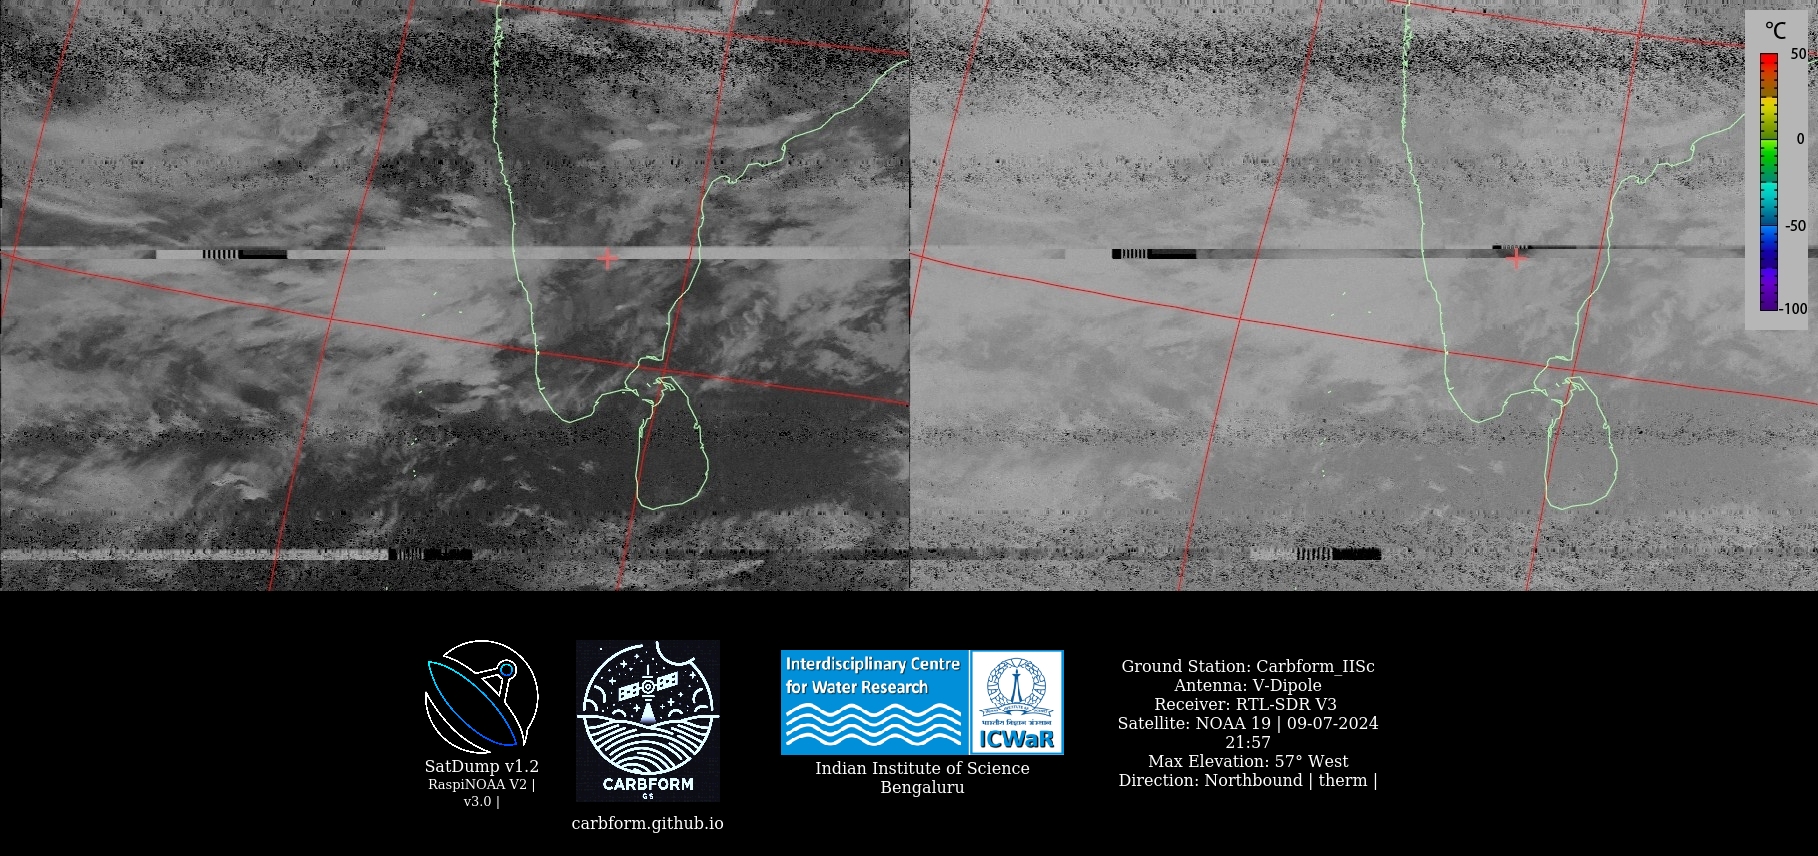 °C
50
0
-50
-100
SatDump v1.2
RaspiNOAA V2 |
v3.0 |
CARBFORM
GS
carbform.github.io
Interdisciplinary Centre
for Water Research
भारतीय विज्ञान संस्थान
ICWaR
Indian Institute of Science
Bengaluru
Ground Station: Carbform_IISc
Antenna: V-Dipole
Receiver: RTL-SDR V3
Satellite: NOAA 19 | 09-07-2024
21:57
Max Elevation: 57° West
Direction: Northbound | therm |